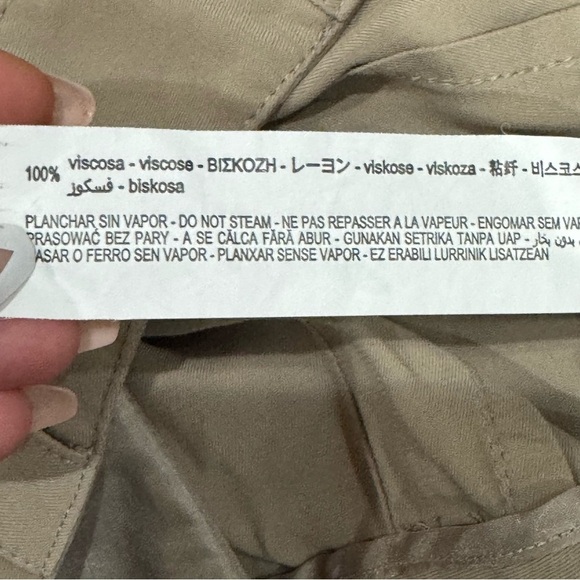 100% viscosa - viscose - ΒΙΣΚΟΖΗ - レーヨン - viskose - viskoza - 粘纤 - 비스코스
فسكوز - biskosa
PLANCHAR SIN VAPOR - DO NOT STEAM - NE PAS REPASSER A LA VAPEUR - ENGOMAR SEM
PRASOWAĆ BEZ PARY - A SE CĂLCA FĂRĂ ABUR - GUNAKAN SETRIKA TANPA UAP - بدون بخار
PASAR O FERRO SEN VAPOR - PLANXAR SENSE VAPOR - EZ ERABILI LURRINIK LISATZEAN